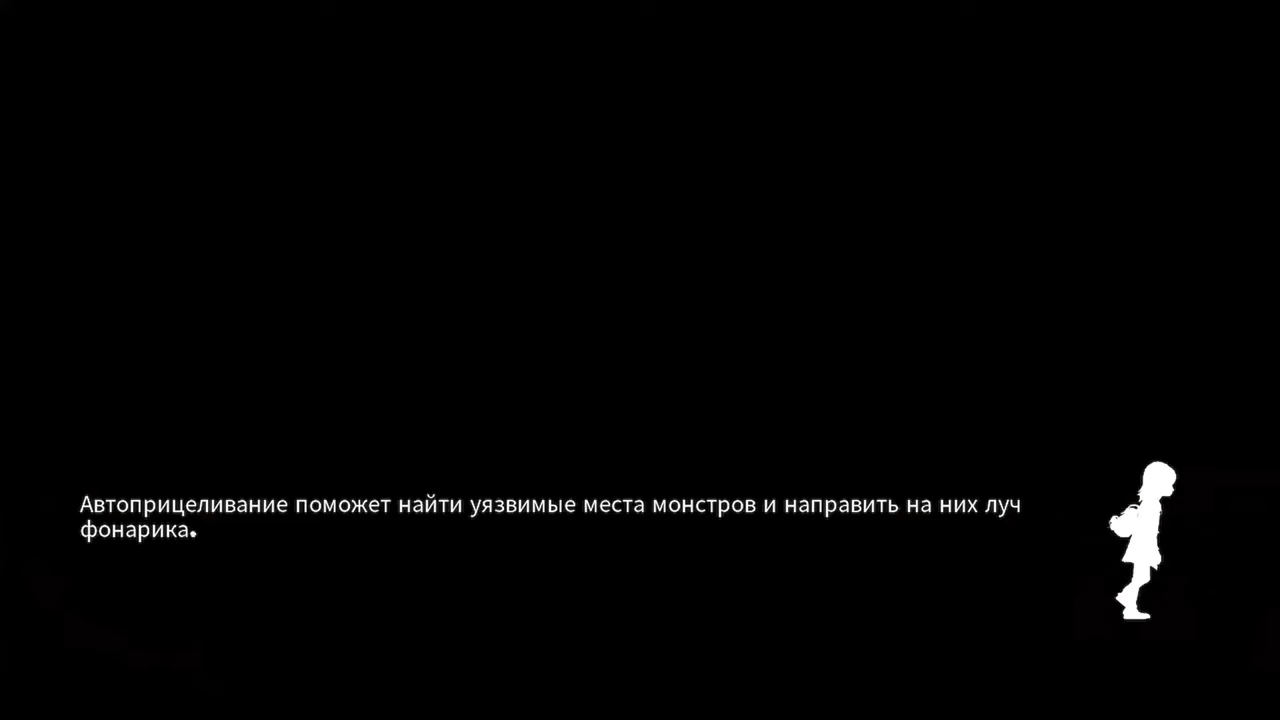 Автоприцеливание поможет найти уязвимые места монстров и направить на них луч
фонарика.